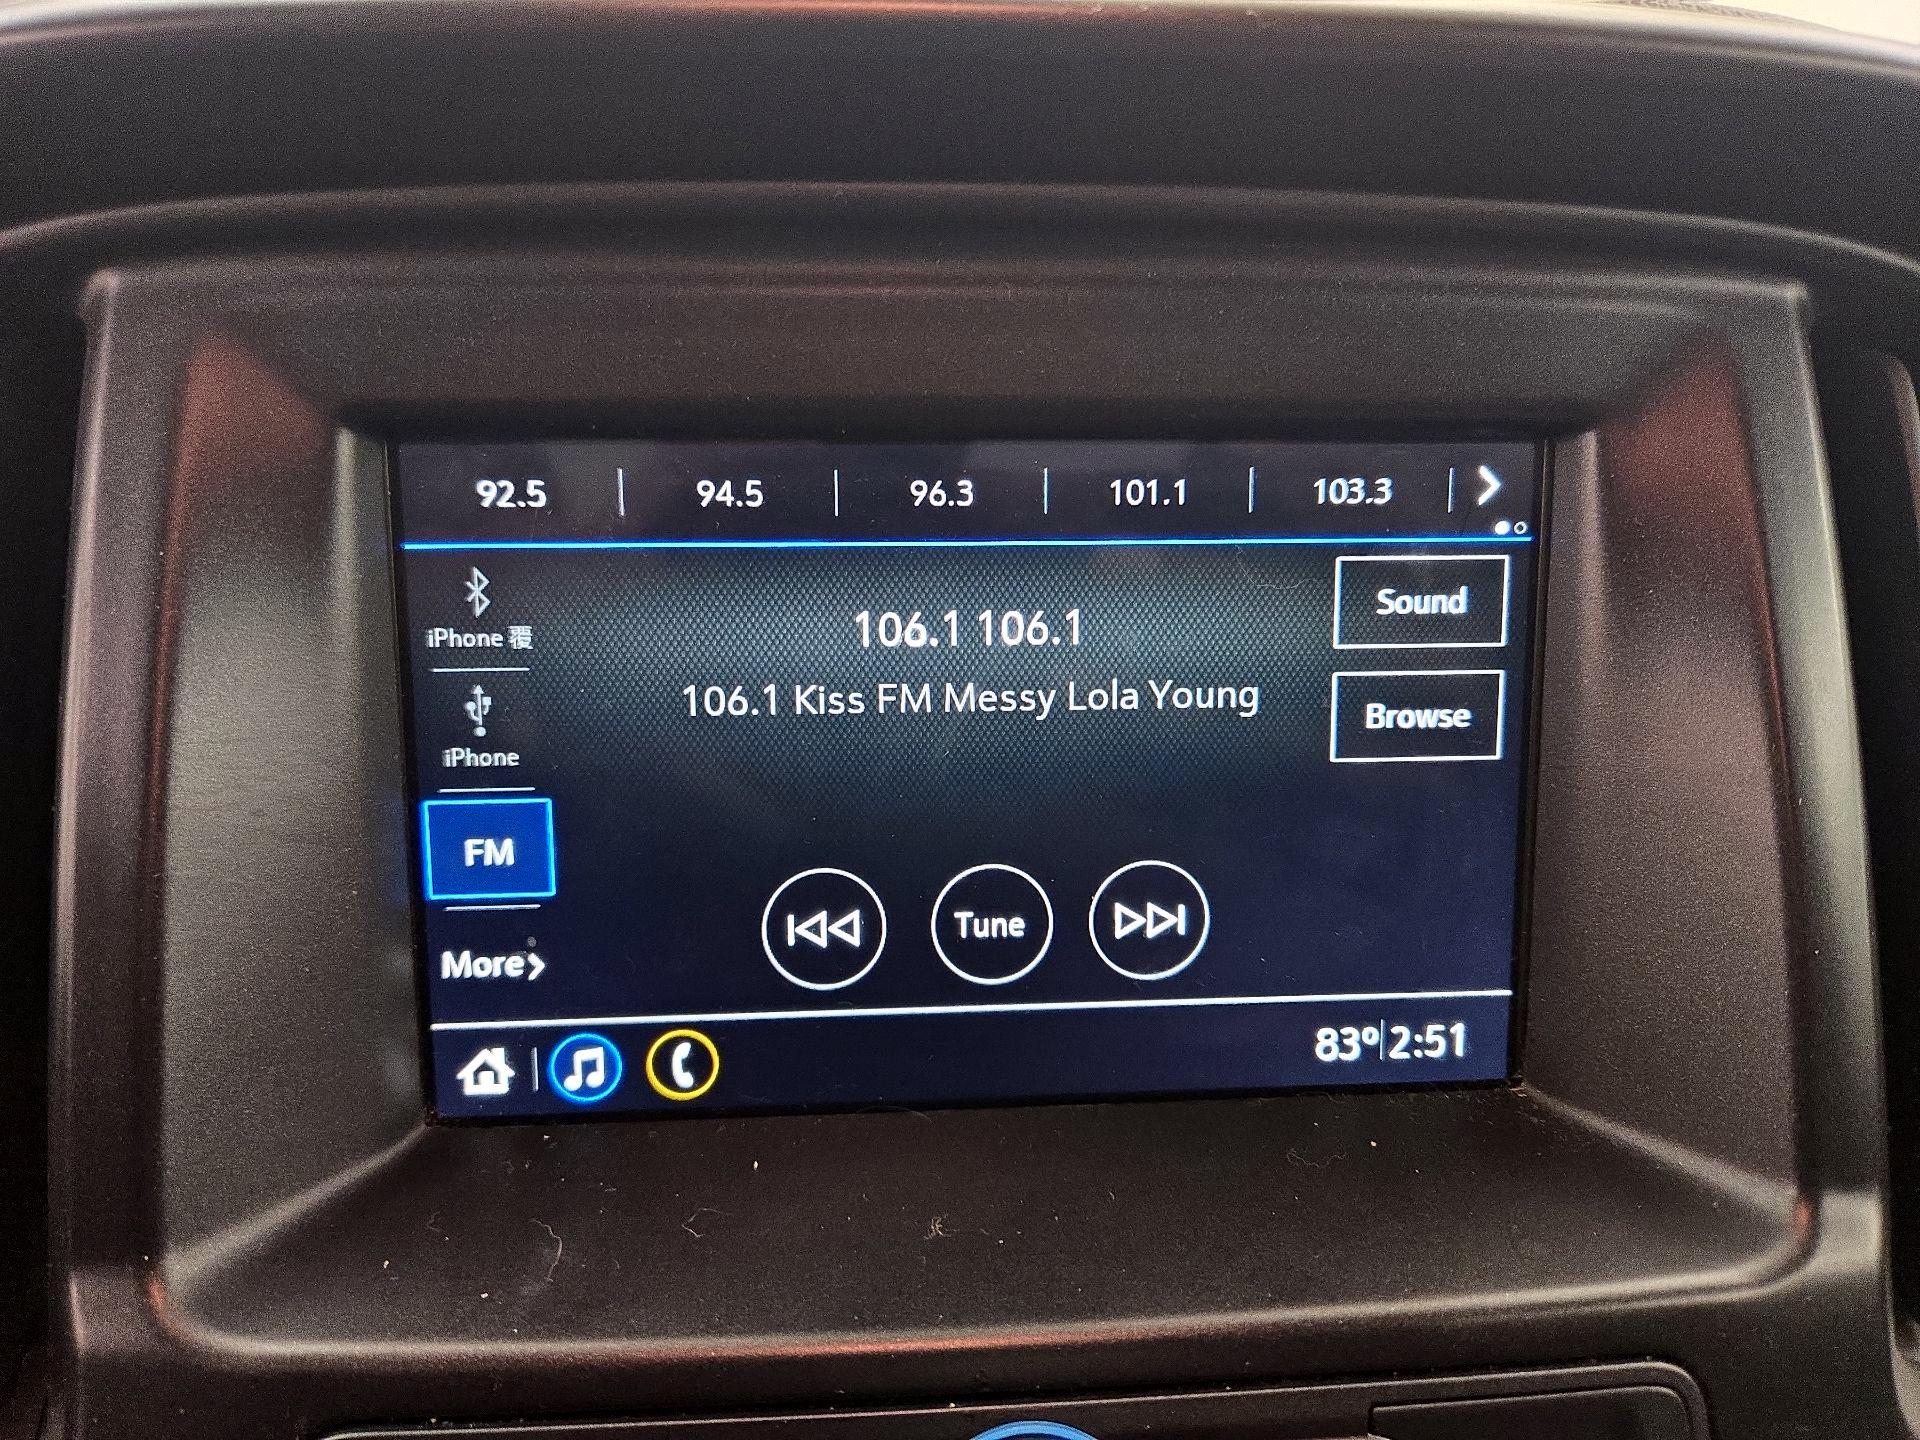 92.5 | 94.5 | 96.3 | 101.1 | 103.3
iPhone 覆
iPhone
FM
More
106.1 106.1
106.1 Kiss FM Messy Lola Young
Sound
Browse
Tune
83° 2:51